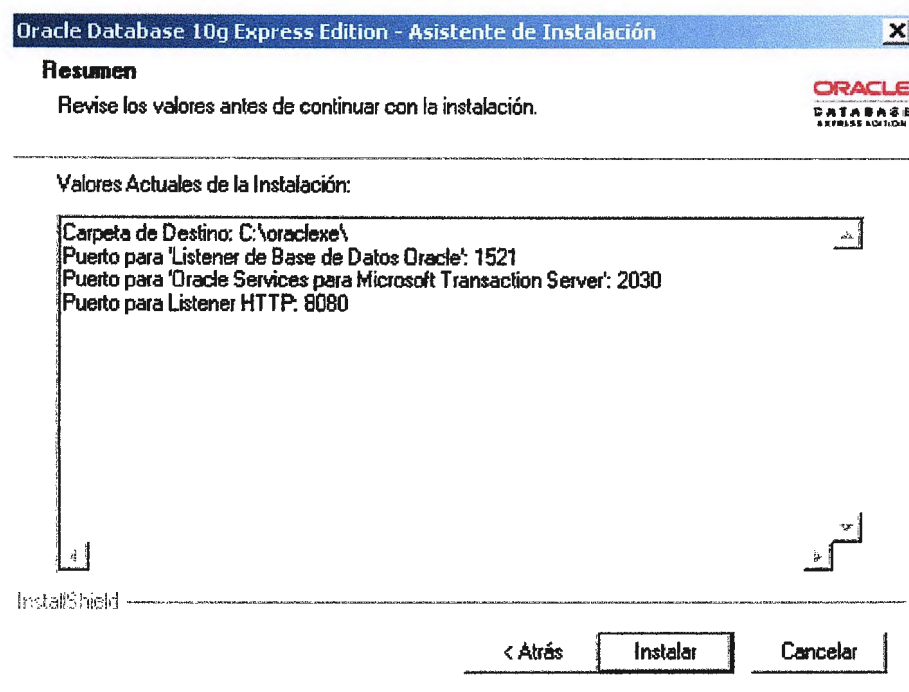 Oracle Database 10g Express Edition - Asistente de Instalación
Resumen
Revise los valores antes de continuar con la instalación.
ORACLE
DATABASE
EXPRESS EDITION
Valores Actuales de la Instalación:
Carpeta de Destino: C:\oraclexe\
Puerto para 'Listener de Base de Datos Oracle': 1521
Puerto para 'Oracle Services para Microsoft Transaction Server': 2030
Puerto para Listener HTTP: 8080
InstallShield
< Atrás Instalar Cancelar